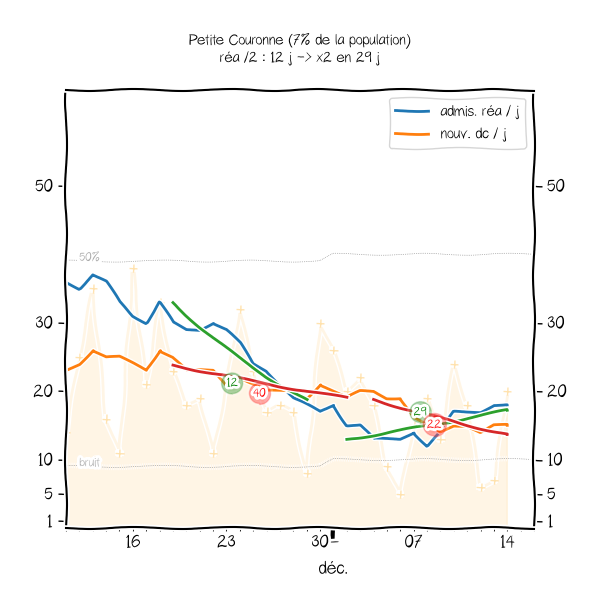 Petite Couronne (7% de la population)
réa /2 : 12 j -> x2 en 29 j
admis. réa / j
nouv. dc / j
50 50
50%
30 30
20 20
12 40 29 22
bruit
10 10
5 5
1 1
16 23 30 07 14
déc.